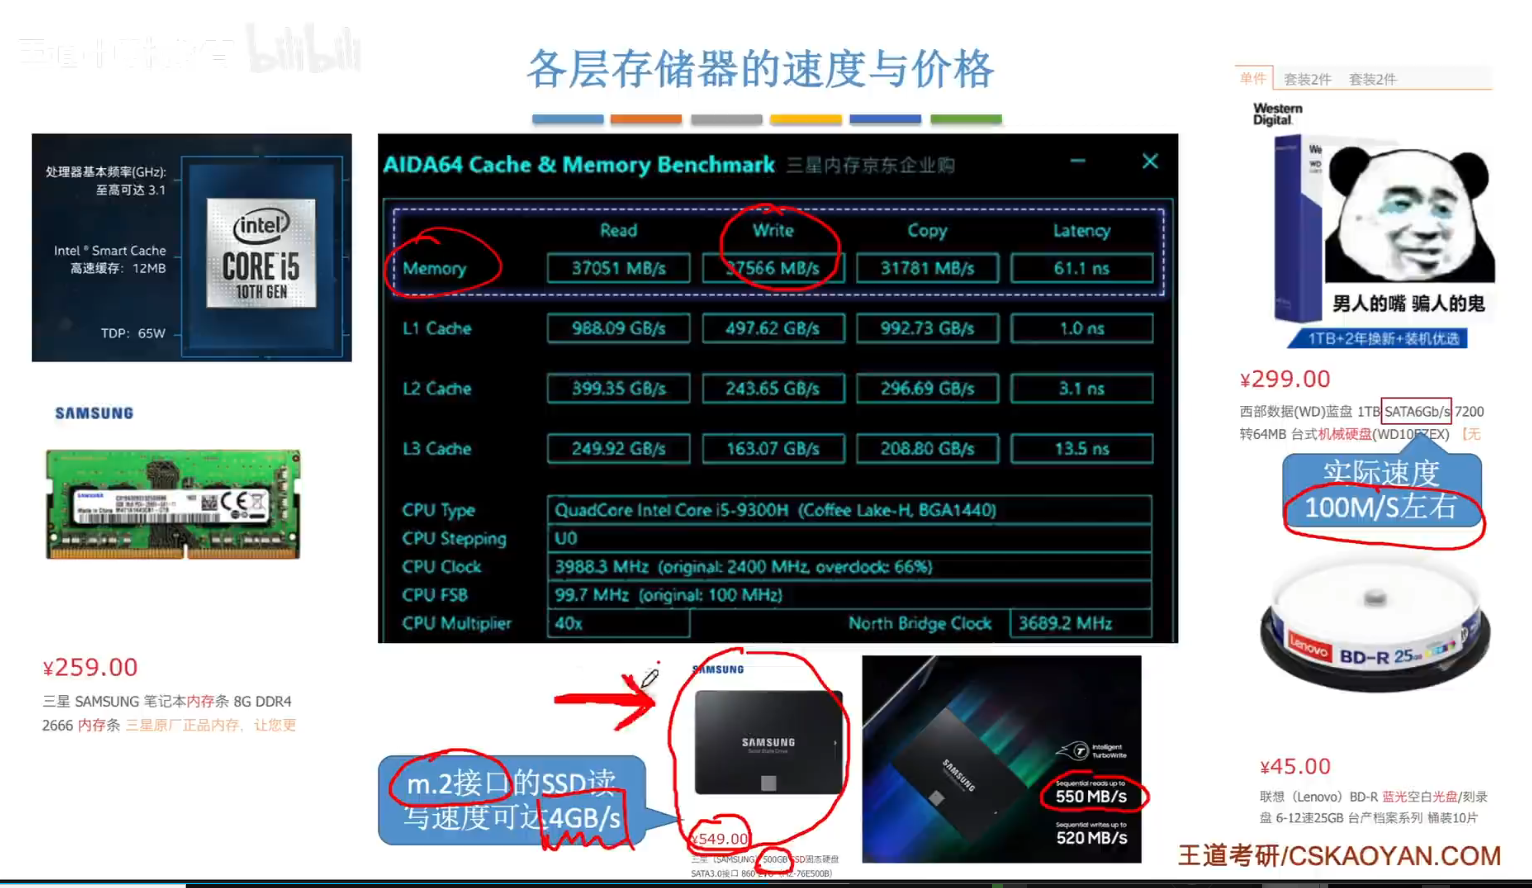 bilibili
各层存储器的速度与价格
处理器基本频率(GHz):
至高可达 3.1
Intel® Smart Cache
高速缓存：12MB
TDP：65W
intel
CORE i5
10TH GEN
SAMSUNG
¥259.00
三星 SAMSUNG 笔记本内存条 8G DDR4
2666 内存条 三星原厂正品内存，让您更
AIDA64 Cache & Memory Benchmark 三星内存京东企业购
Read Write Copy Latency
Memory 37051 MB/s 37566 MB/s 31781 MB/s 61.1 ns
L1 Cache 988.09 GB/s 497.62 GB/s 992.73 GB/s 1.0 ns
L2 Cache 399.35 GB/s 243.65 GB/s 296.69 GB/s 3.1 ns
L3 Cache 249.92 GB/s 163.07 GB/s 208.80 GB/s 13.5 ns
CPU Type QuadCore Intel Core i5-9300H (Coffee Lake-H, BGA1440)
CPU Stepping U0
CPU Clock 3988.3 MHz (original: 2400 MHz, overclock: 66%)
CPU FSB 99.7 MHz (original: 100 MHz)
CPU Multiplier 40x North Bridge Clock 3689.2 MHz
m.2接口的SSD读
写速度可达4GB/s
SAMSUNG
SAMSUNG
Solid State Drive
¥549.00
三星（SAMSUNG）500GB SSD固态硬盘
SATA3.0接口 860
SAMSUNG
Intelligent
TurboWrite
Sequential reads up to
550 MB/s
Sequential writes up to
520 MB/s
单件 套装2件 套装2件
Western
Digital.
男人的嘴 骗人的鬼
1TB+2年换新+装机优选
¥299.00
西部数据(WD)蓝盘 1TB SATA6Gb/s 7200
转64MB 台式机械硬盘(WD10EZEX) 【无
实际速度
100M/S左右
Lenovo BD-R 25GB
¥45.00
联想（Lenovo）BD-R 蓝光空白光盘/刻录
盘 6-12速25GB 台产档案系列 桶装10片
王道考研/CSKAOYAN.COM